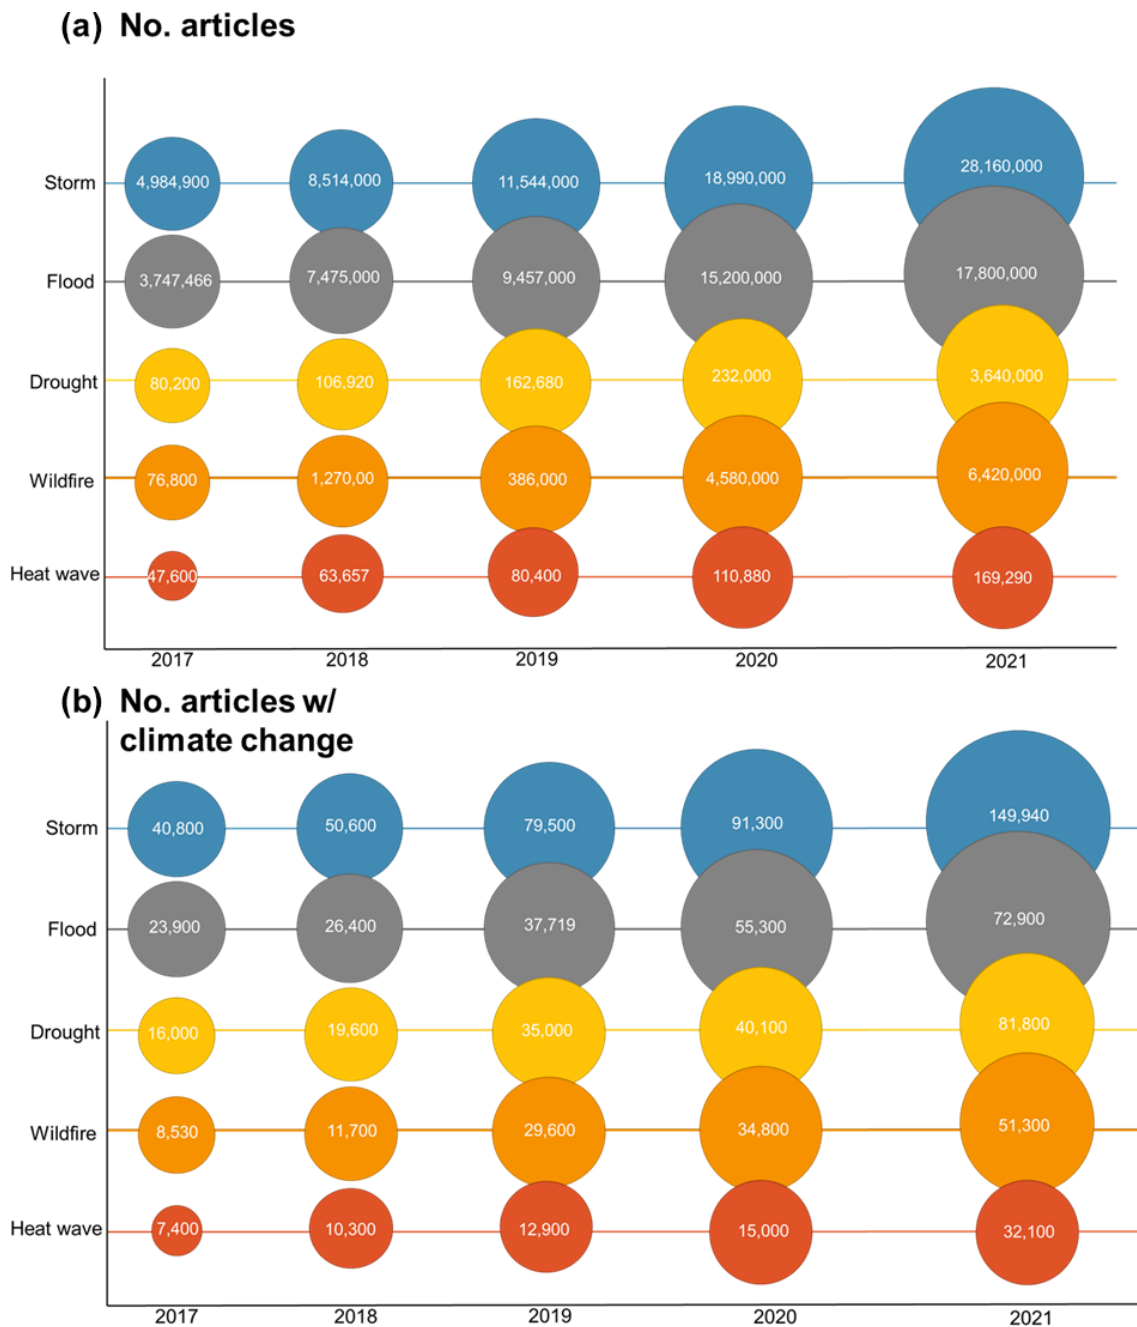 (a) No. articles
Storm 4,984,900 8,514,000 11,544,000 18,990,000 28,160,000
Flood 3,747,466 7,475,000 9,457,000 15,200,000 17,800,000
Drought 80,200 106,920 162,680 232,000 3,640,000
Wildfire 76,800 1,270,00 386,000 4,580,000 6,420,000
Heat wave 47,600 63,657 80,400 110,880 169,290
2017 2018 2019 2020 2021
(b) No. articles w/
climate change
Storm 40,800 50,600 79,500 91,300 149,940
Flood 23,900 26,400 37,719 55,300 72,900
Drought 16,000 19,600 35,000 40,100 81,800
Wildfire 8,530 11,700 29,600 34,800 51,300
Heat wave 7,400 10,300 12,900 15,000 32,100
2017 2018 2019 2020 2021